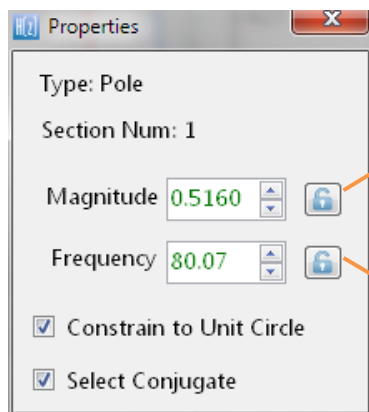 H[z] Properties
Type: Pole
Section Num: 1
Magnitude 0.5160
Frequency 80.07
Constrain to Unit Circle
Select Conjugate